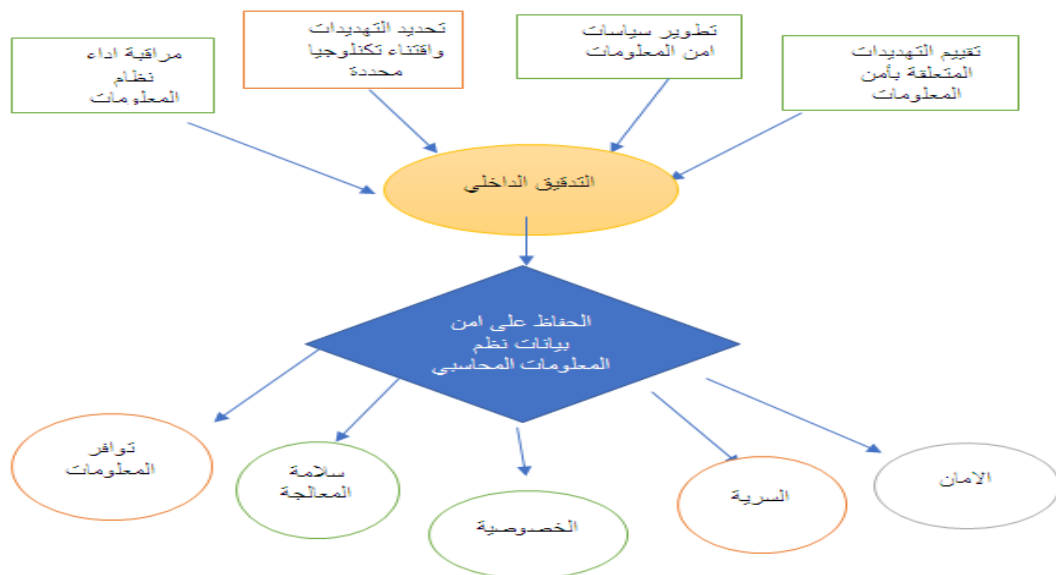 تقييم التهديدات
المتعلقة بأمن
المعلومات
تطوير سياسات
امن المعلومات
تحديد التهديدات
واقتناء تكنلوجيا
محددة
مراقبة اداء
نظام
المعلومات
التدقيق الداخلي
الحفاظ على امن
بيانات نظم
المعلومات المحاسبي
الامان
السرية
الخصوصية
سلامة
المعالجة
توافر
المعلومات